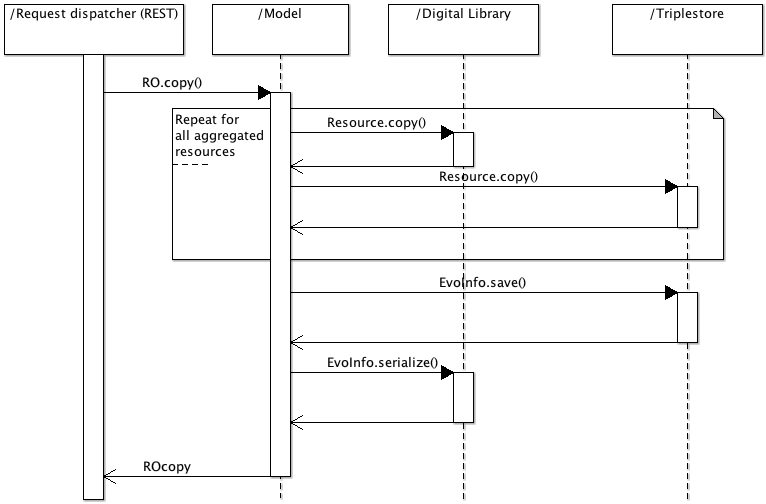 /Request dispatcher (REST)
/Model
/Digital Library
/Triplestore
RO.copy()
Repeat for
all aggregated
resources
Resource.copy()
Resource.copy()
EvoInfo.save()
EvoInfo.serialize()
ROcopy